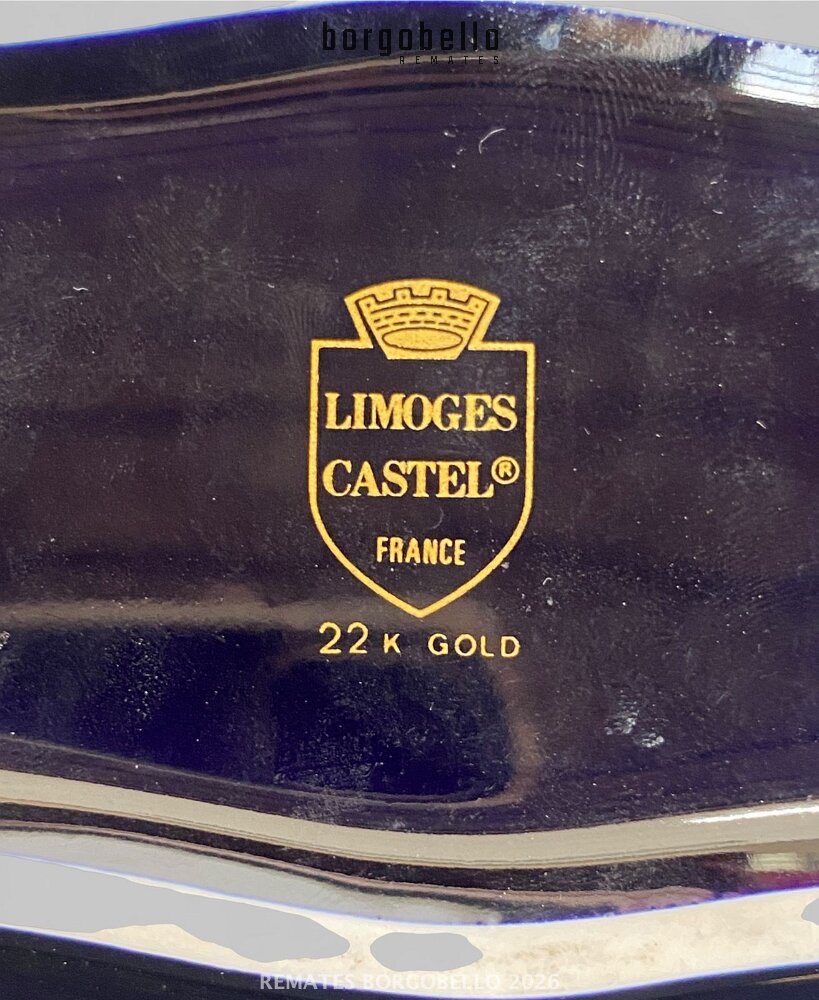 borgobello
REMATES
LIMOGES
CASTEL®
FRANCE
22 K GOLD
REMATES BORGOBELLO 2026